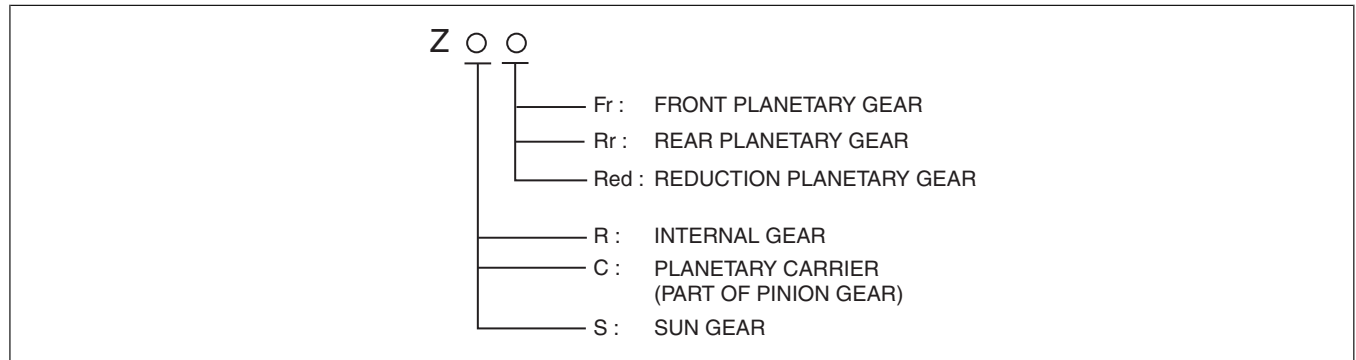 Z ○ ○
Fr : FRONT PLANETARY GEAR
Rr : REAR PLANETARY GEAR
Red : REDUCTION PLANETARY GEAR
R : INTERNAL GEAR
C : PLANETARY CARRIER
(PART OF PINION GEAR)
S : SUN GEAR